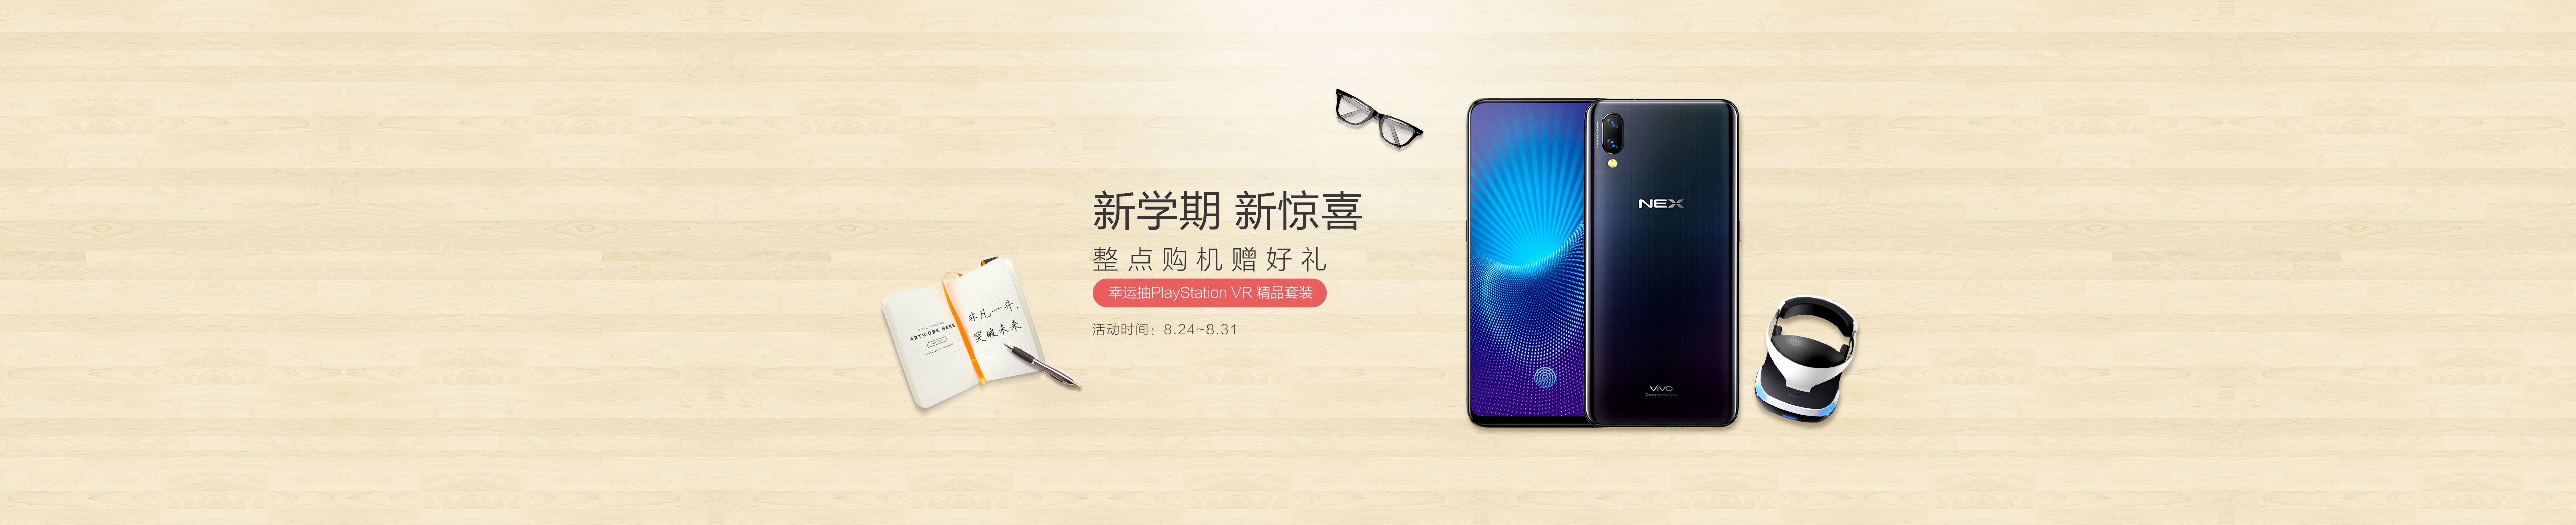 新学期 新惊喜
整点购机赠好礼
幸运抽PlayStation VR 精品套装
活动时间：8.24~8.31
ARTWORK HERE
非凡一升,
突破未来
NEX
vivo